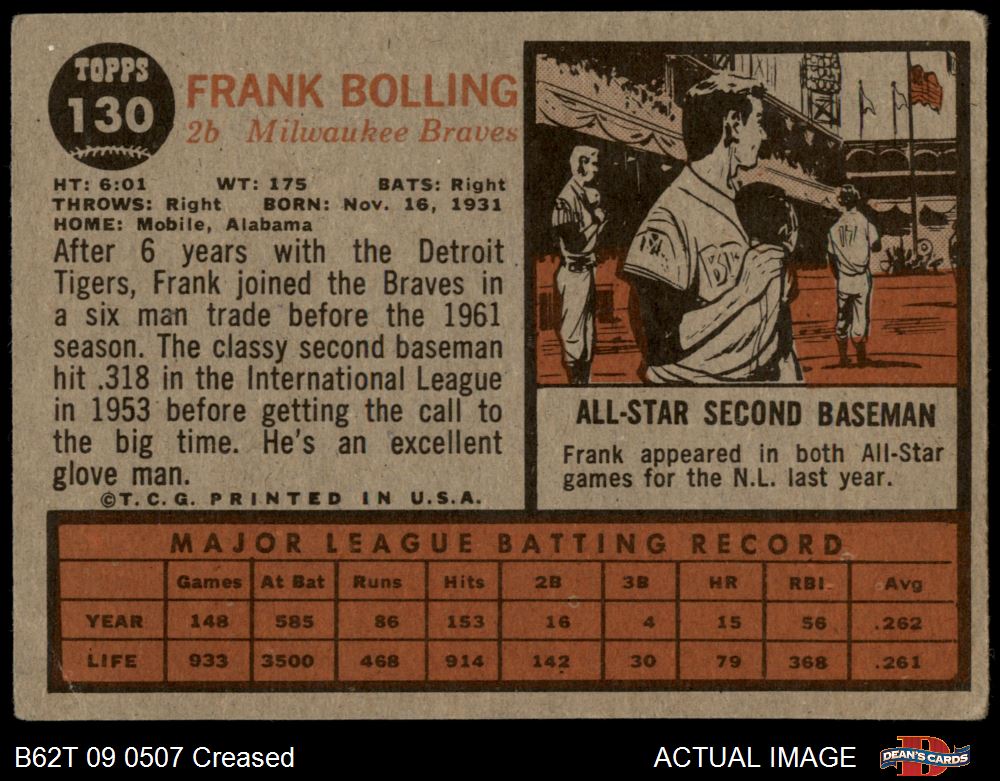 TOPPS
130
FRANK BOLLING
2b Milwaukee Braves
HT: 6:01 WT: 175 BATS: Right
THROWS: Right BORN: Nov. 16, 1931
HOME: Mobile, Alabama
After 6 years with the Detroit
Tigers, Frank joined the Braves in
a six man trade before the 1961
season. The classy second baseman
hit .318 in the International League
in 1953 before getting the call to
the big time. He's an excellent
glove man.
©T.C.G. PRINTED IN U.S.A.
ALL-STAR SECOND BASEMAN
Frank appeared in both All-Star
games for the N.L. last year.
MAJOR LEAGUE BATTING RECORD
Games At Bat Runs Hits 2B 3B HR RBI Avg
YEAR 148 585 86 153 16 4 15 56 .262
LIFE 933 3500 468 914 142 30 79 368 .261
B62T 09 0507 Creased
ACTUAL IMAGE
DEAN'S CARDS